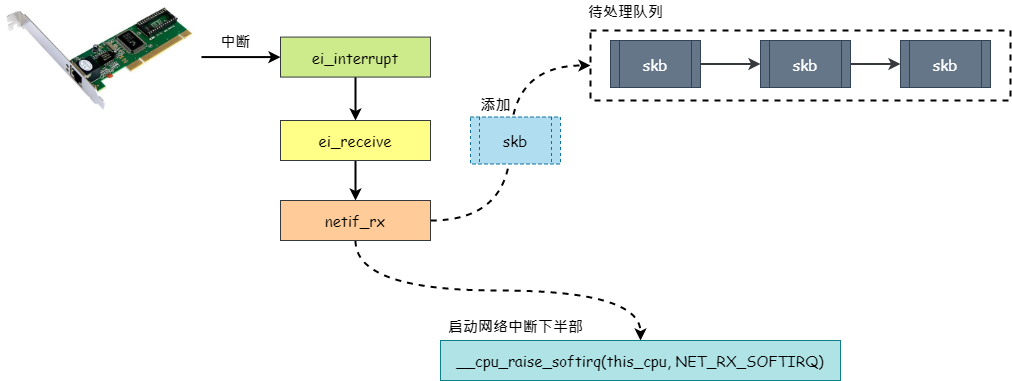 待处理队列
中断
ei_interrupt
skb
skb
skb
添加
ei_receive
skb
netif_rx
启动网络中断下半部
__cpu_raise_softirq(this_cpu, NET_RX_SOFTIRQ)